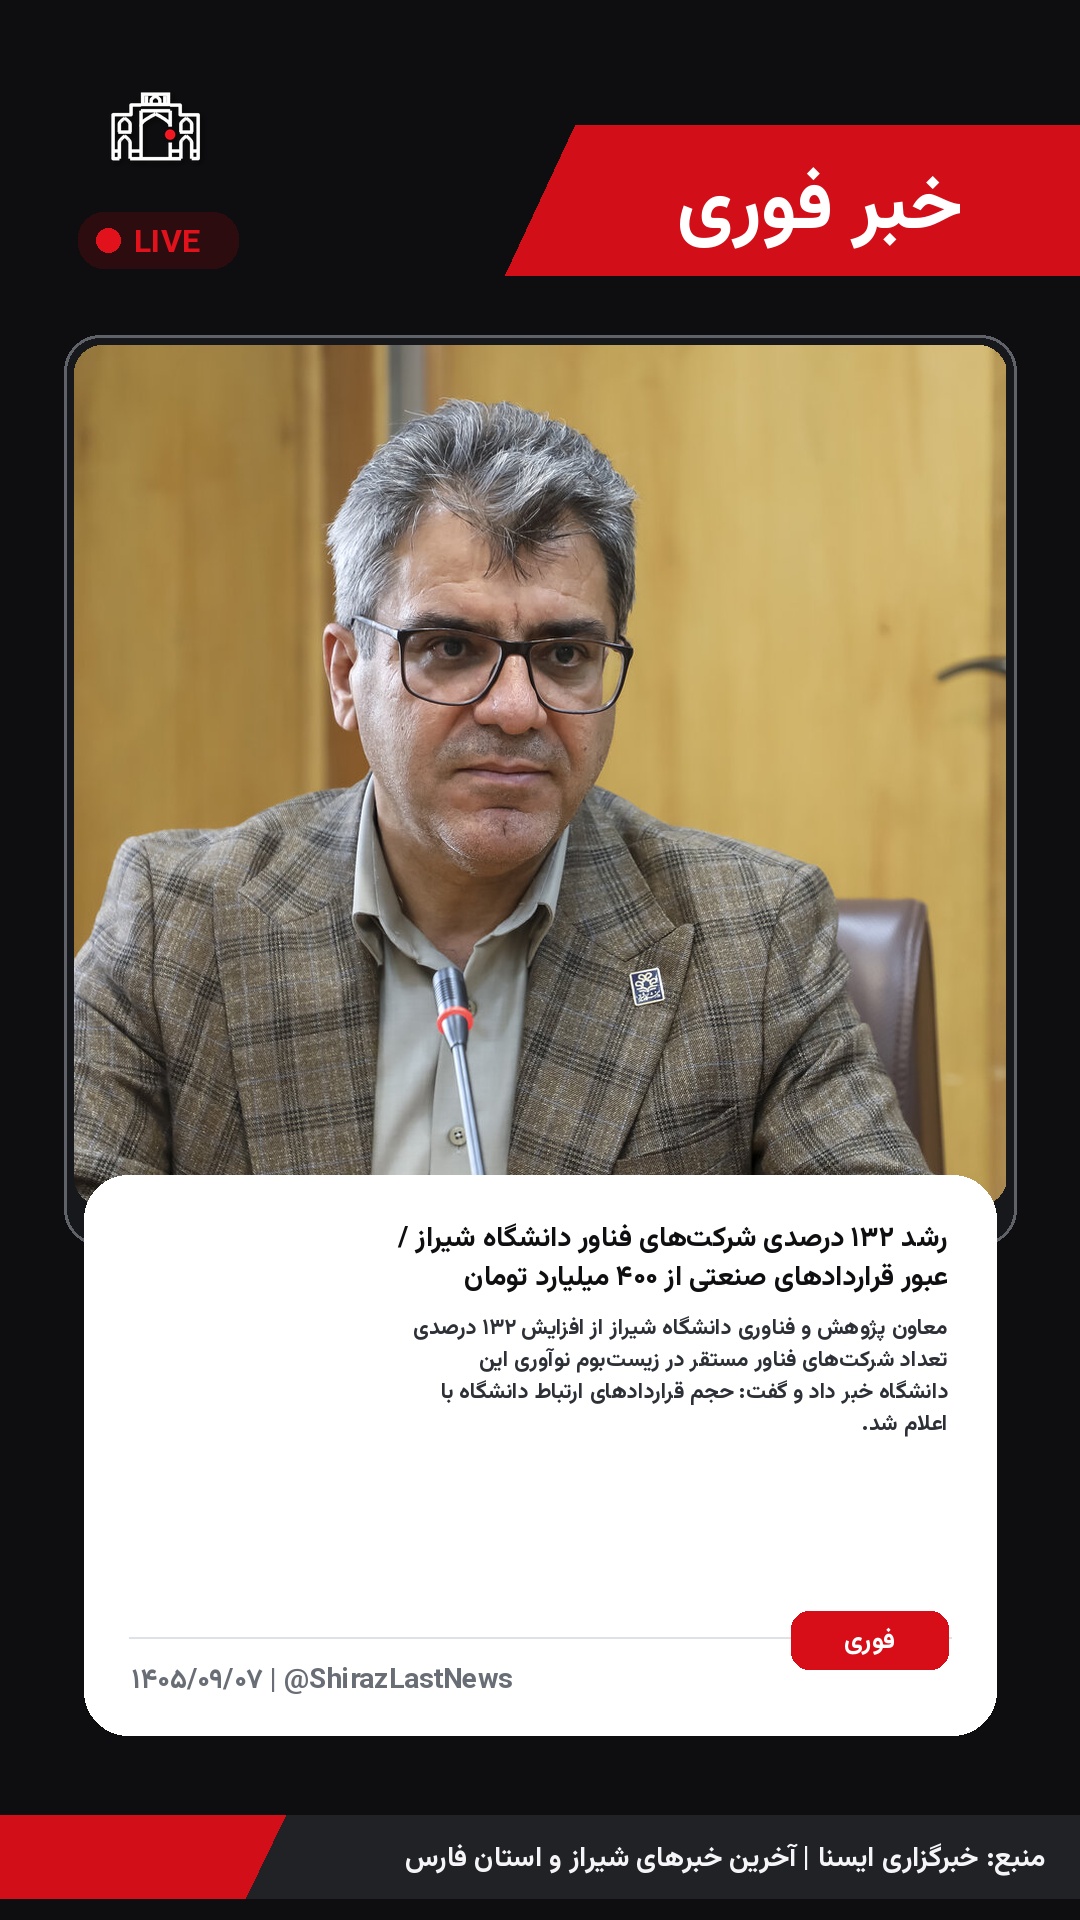 خبر فوری
LIVE
رشد ۱۳۲ درصدی شرکت‌های فناور دانشگاه شیراز /
عبور قراردادهای صنعتی از ۴۰۰ میلیارد تومان
معاون پژوهش و فناوری دانشگاه شیراز از افزایش ۱۳۲ درصدی
تعداد شرکت‌های فناور مستقر در زیست‌بوم نوآوری این
دانشگاه خبر داد و گفت: حجم قراردادهای ارتباط دانشگاه با
اعلام شد.
فوری
۱۴۰۵/۰۹/۰۷ | @ShirazLastNews
منبع: خبرگزاری ایسنا | آخرین خبرهای شیراز و استان فارس